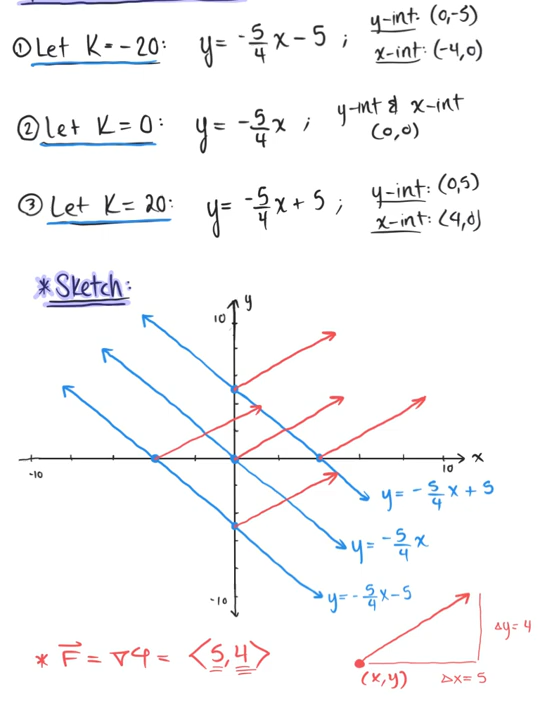 ① Let K = -20: y = -5/4 x - 5 ; y-int: (0,-5)
x-int: (-4,0)
② Let K = 0: y = -5/4 x ; y-int & x-int
(0,0)
③ Let K = 20: y = -5/4 x + 5 ; y-int: (0,5)
x-int: (4,0)
* Sketch:
y
10
-10
10
x
y = -5/4 x + 5
y = -5/4 x
-10
y = -5/4 x - 5
* F⃗ = ∇φ = ⟨5,4⟩
Δy = 4
(x,y) Δx = 5